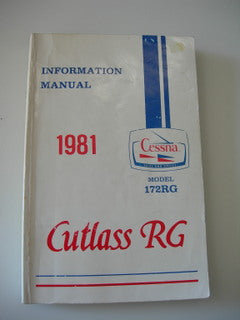 INFORMATION
MANUAL
1981
Cessna
MODEL
172RG
Cutlass RG